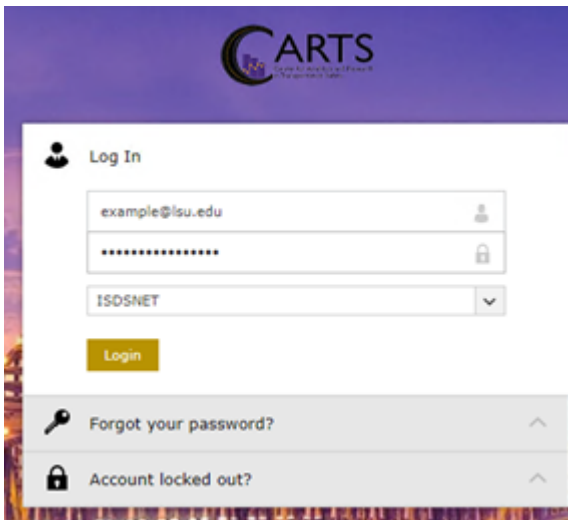 CARTS
Log In
example@lsu.edu
••••••••••••••••
ISDSNET
Login
Forgot your password?
Account locked out?